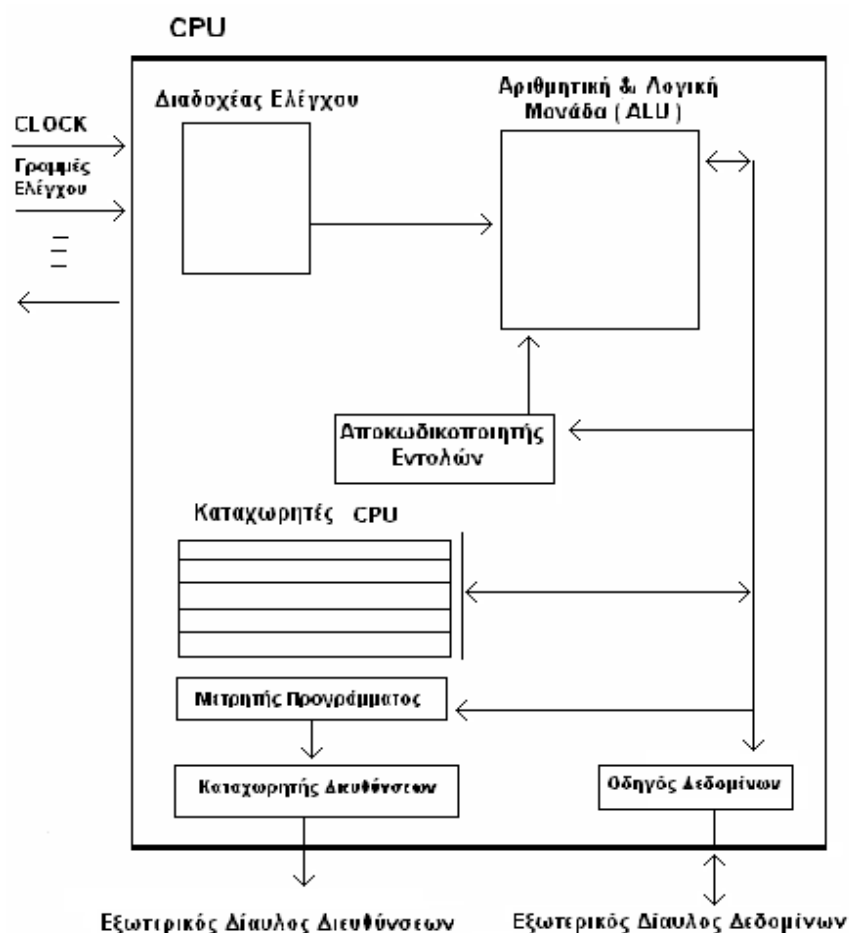 CPU
Διαδοχέας Ελέγχου
Αριθμητική & Λογική
Μονάδα ( ALU )
CLOCK
Γραμμές
Ελέγχου
Αποκωδικοποιητής
Εντολών
Καταχωρητές CPU
Μετρητής Προγράμματος
Καταχωρητής Διευθύνσεων
Οδηγός Δεδομένων
Εξωτερικός Δίαυλος Διευθύνσεων
Εξωτερικός Δίαυλος Δεδομένων